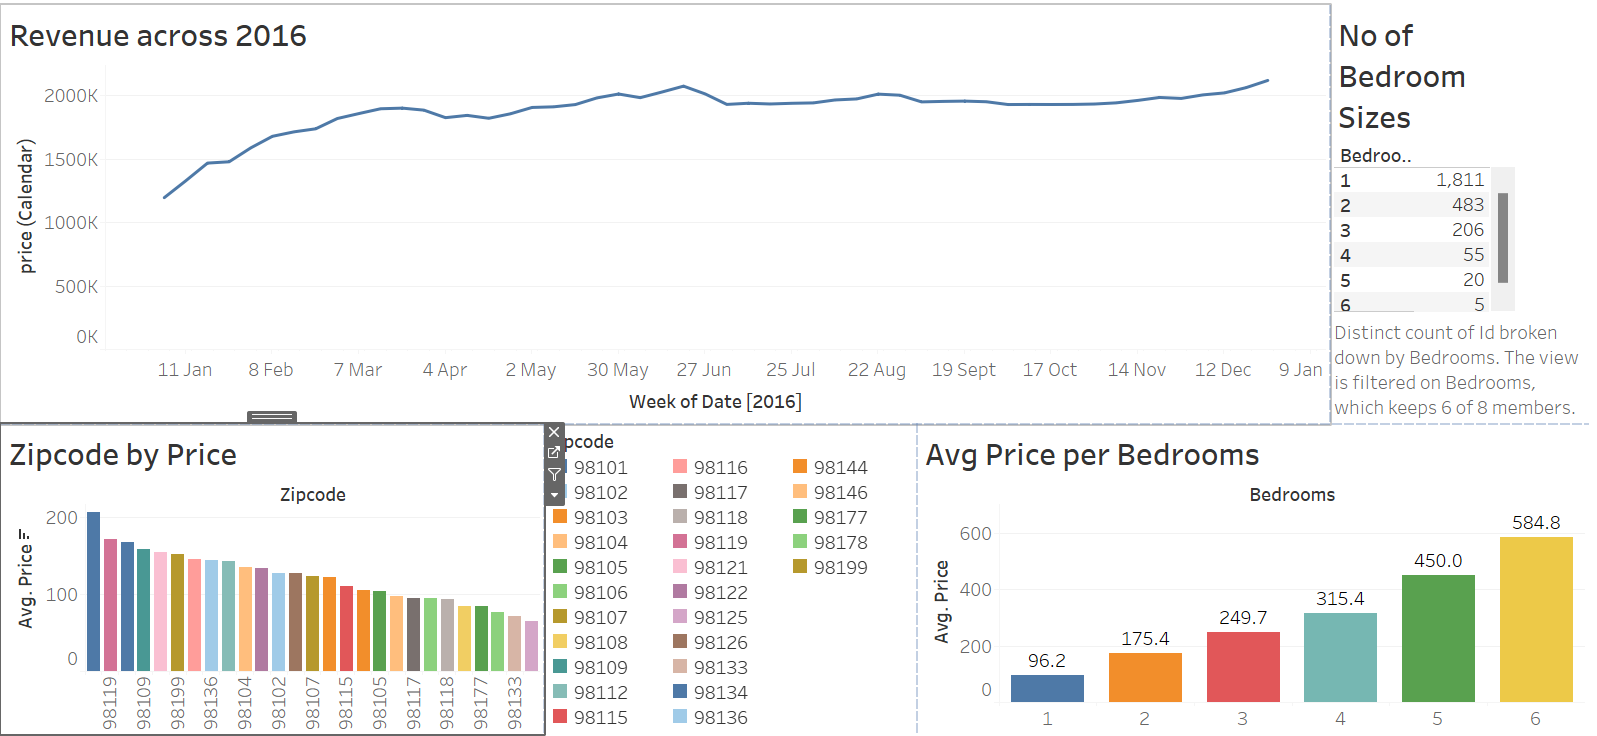 Revenue across 2016
2000K
1500K
1000K
500K
0K
price (Calendar)
11 Jan 8 Feb 7 Mar 4 Apr 2 May 30 May 27 Jun 25 Jul 22 Aug 19 Sept 17 Oct 14 Nov 12 Dec 9 Jan
Week of Date [2016]
No of
Bedroom
Sizes
Bedroo..
1 1,811
2 483
3 206
4 55
5 20
6 5
Distinct count of Id broken
down by Bedrooms. The view
is filtered on Bedrooms,
which keeps 6 of 8 members.
Zipcode by Price
Zipcode
200
100
0
Avg. Price
98119 98109 98199 98136 98104 98102 98107 98115 98105 98117 98118 98177 98133
pcode
98101 98116 98144
98102 98117 98146
98103 98118 98177
98104 98119 98178
98105 98121 98199
98106 98122
98107 98125
98108 98126
98109 98133
98112 98134
98115 98136
Avg Price per Bedrooms
Bedrooms
600
400
200
0
Avg. Price
96.2 175.4 249.7 315.4 450.0 584.8
1 2 3 4 5 6